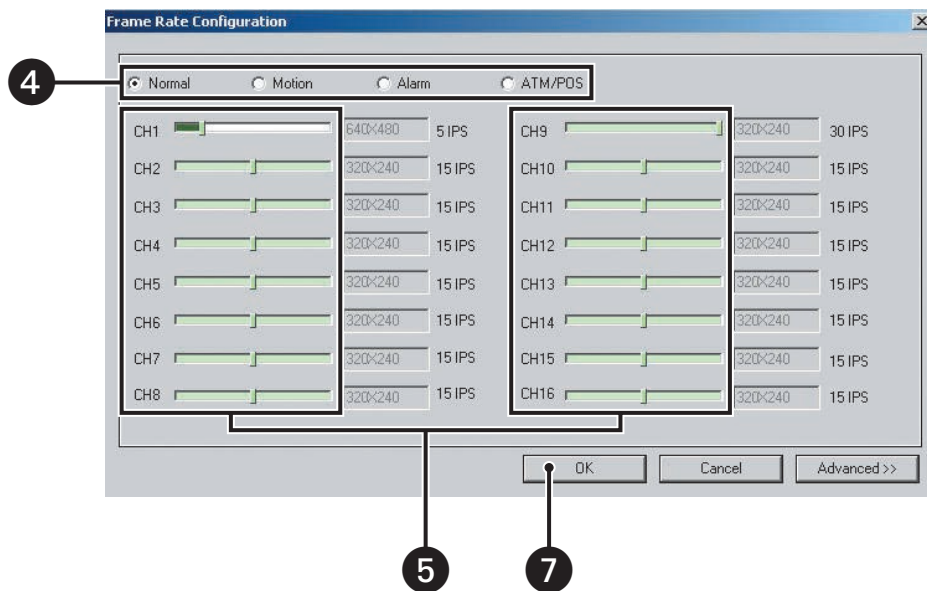 Frame Rate Configuration
4
Normal Motion Alarm ATM/POS
CH1 640X480 5 IPS CH9 320X240 30 IPS
CH2 320X240 15 IPS CH10 320X240 15 IPS
CH3 320X240 15 IPS CH11 320X240 15 IPS
CH4 320X240 15 IPS CH12 320X240 15 IPS
CH5 320X240 15 IPS CH13 320X240 15 IPS
CH6 320X240 15 IPS CH14 320X240 15 IPS
CH7 320X240 15 IPS CH15 320X240 15 IPS
CH8 320X240 15 IPS CH16 320X240 15 IPS
OK Cancel Advanced >>
5 7